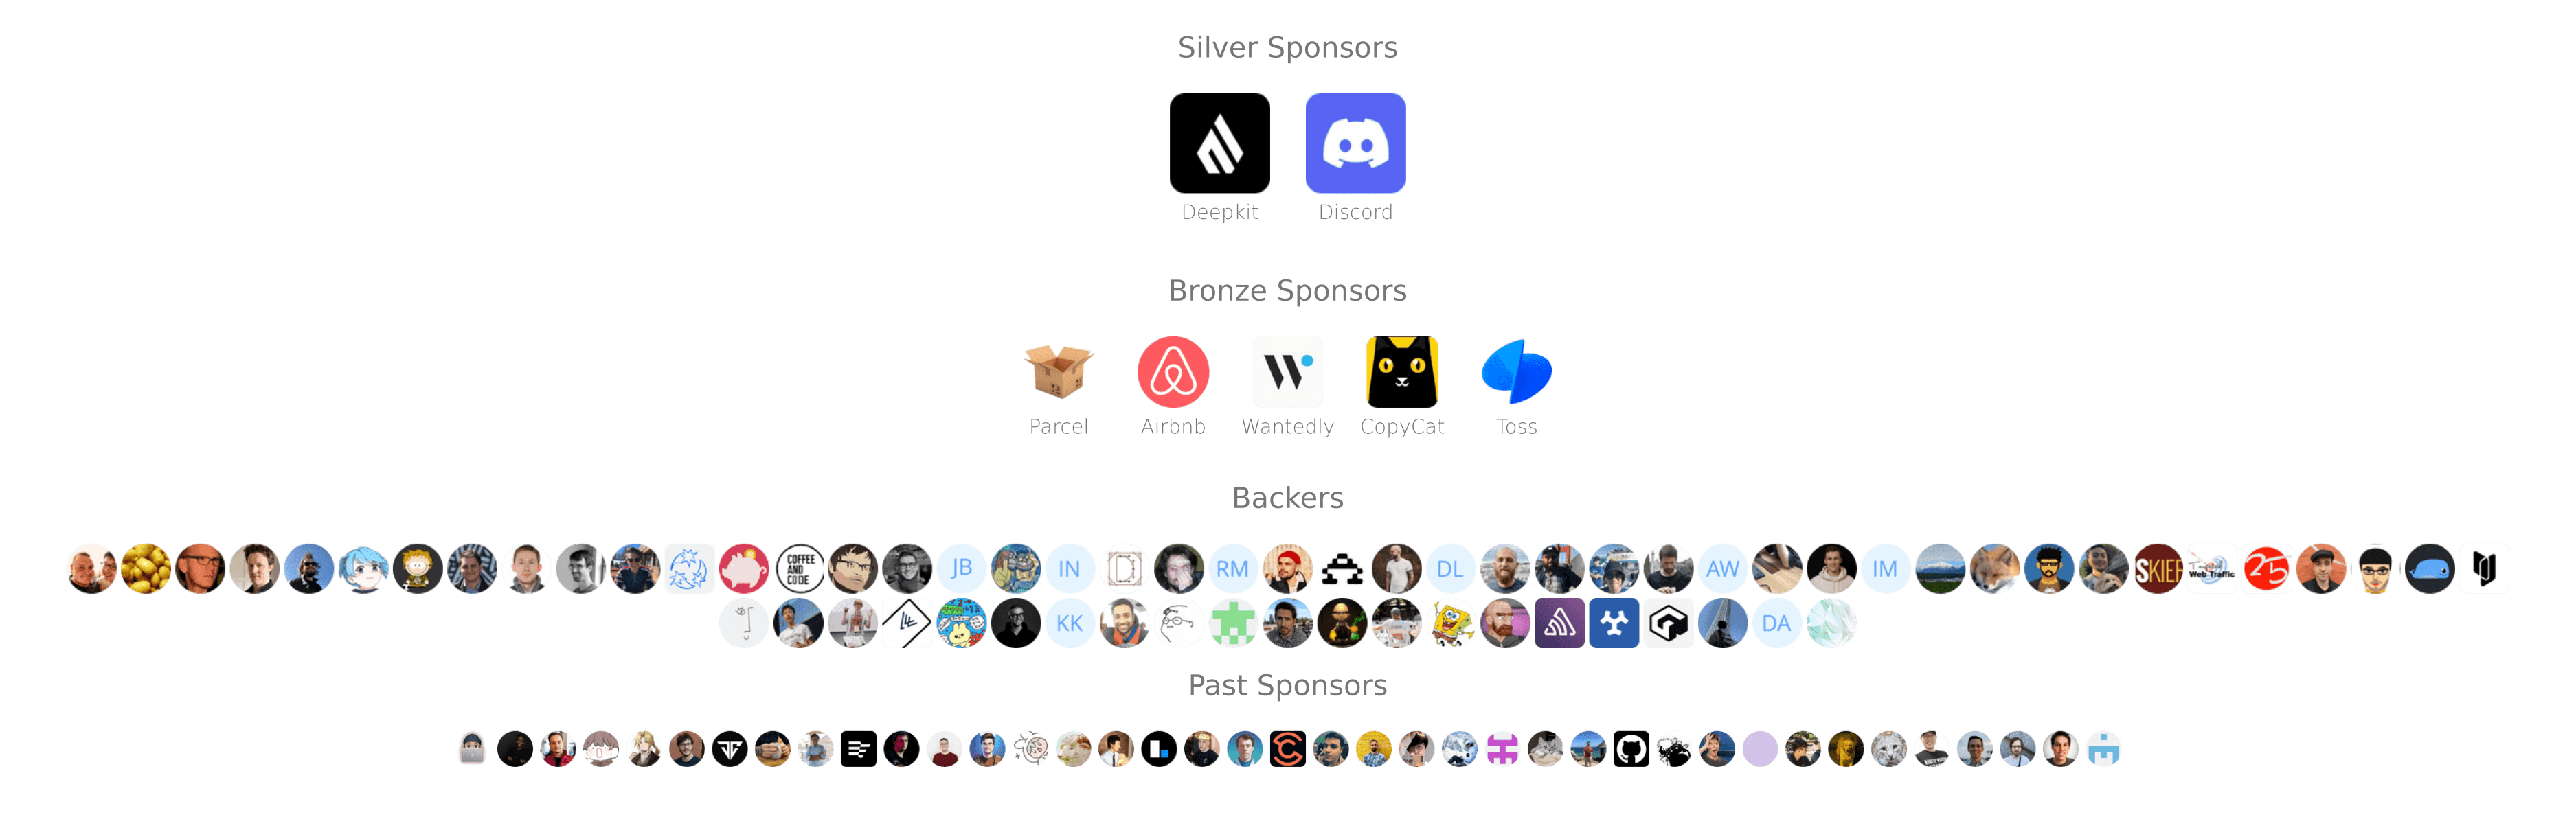 Silver Sponsors
Deepkit Discord
Bronze Sponsors
Parcel Airbnb Wantedly CopyCat Toss
Backers
COFFEE AND CODE JB IN D RM DL AW IM SKIEF Web Traffic 25
KK DA
Past Sponsors